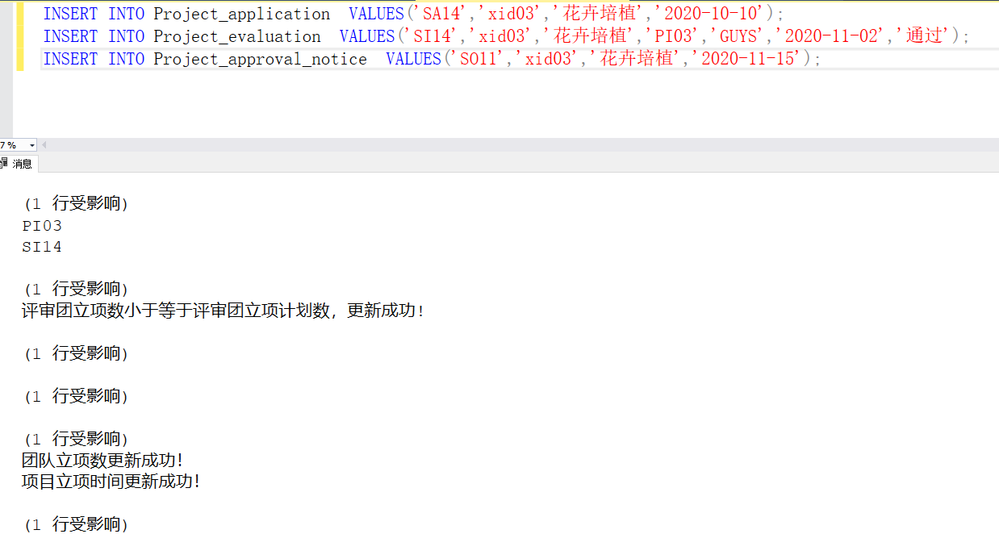 INSERT INTO Project_application  VALUES('SA14','xid03','花卉培植','2020-10-10');
INSERT INTO Project_evaluation  VALUES('SI14','xid03','花卉培植','PI03','GUYS','2020-11-02','通过');
INSERT INTO Project_approval_notice  VALUES('SO11','xid03','花卉培植','2020-11-15');
7 %
消息
(1 行受影响)
PI03
SI14
(1 行受影响)
评审团立项数小于等于评审团立项计划数，更新成功！
(1 行受影响)
(1 行受影响)
(1 行受影响)
团队立项数更新成功！
项目立项时间更新成功！
(1 行受影响)